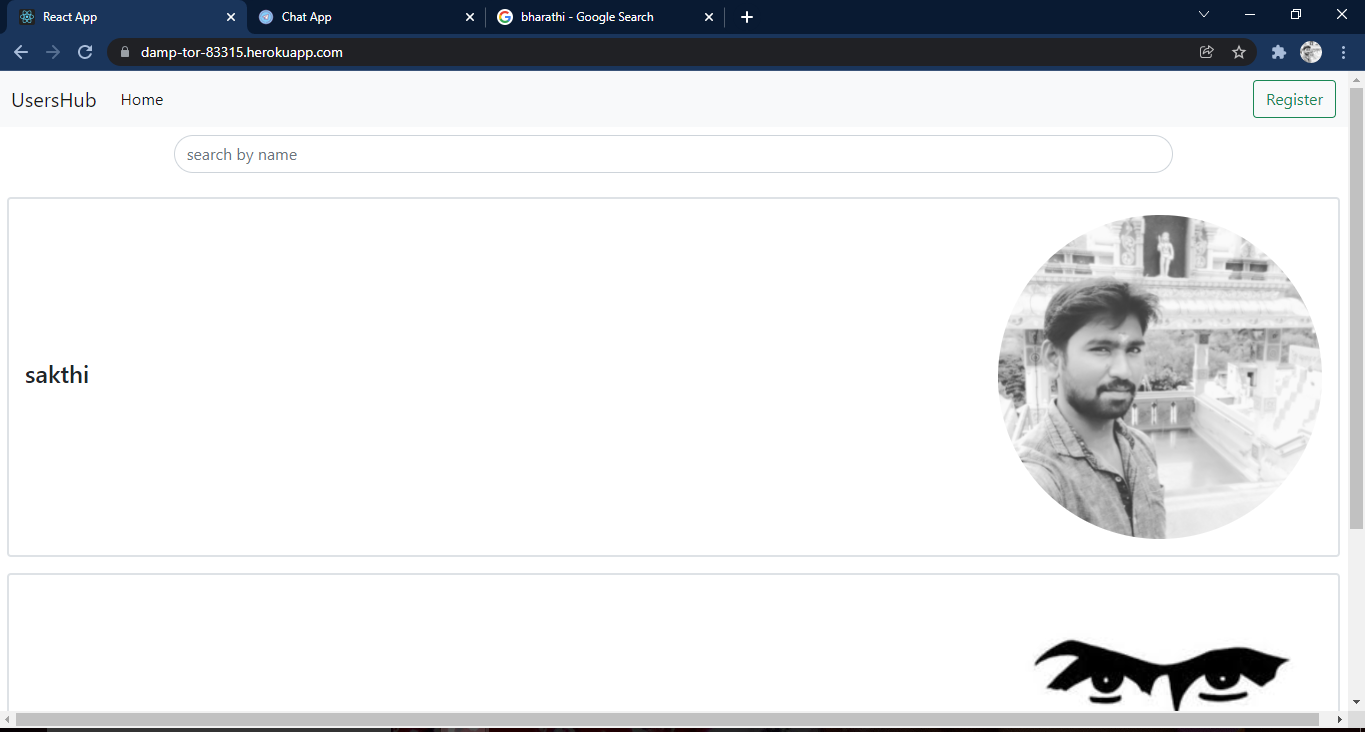 React App
Chat App
bharathi - Google Search
damp-tor-83315.herokuapp.com
UsersHub Home Register
search by name
sakthi